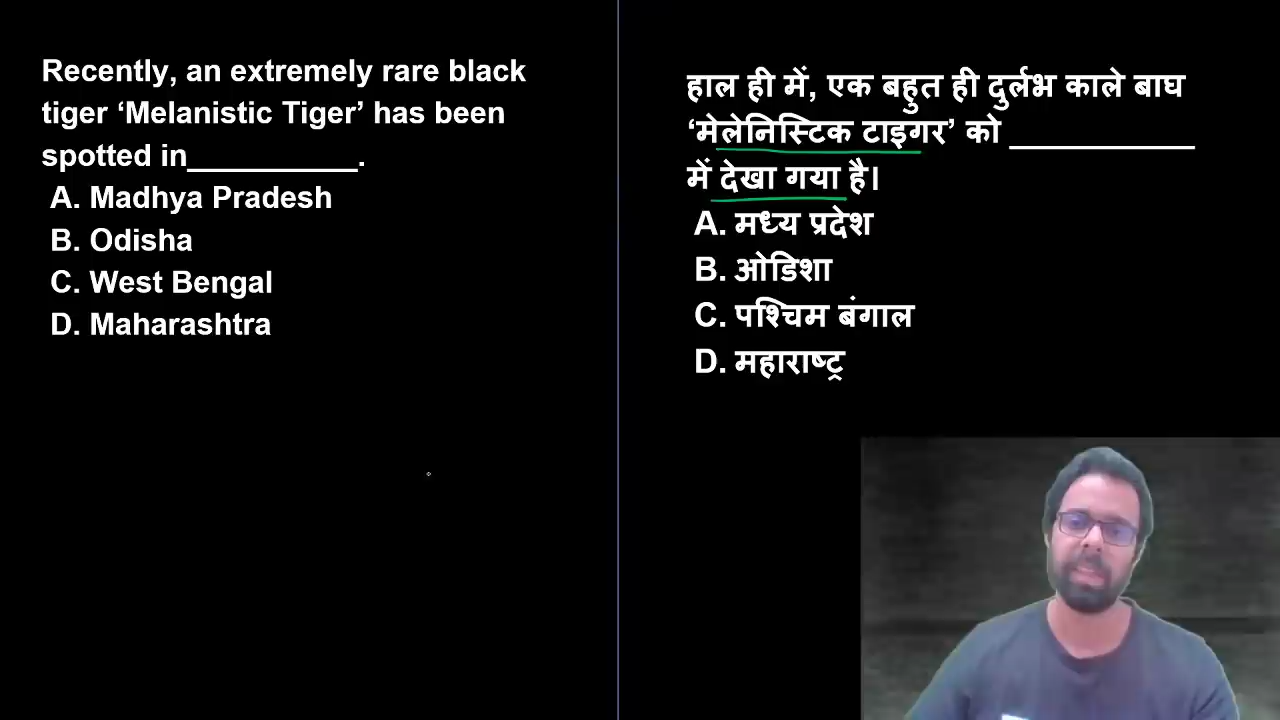 Recently, an extremely rare black
tiger ‘Melanistic Tiger’ has been
spotted in__________.
A. Madhya Pradesh
B. Odisha
C. West Bengal
D. Maharashtra
हाल ही में, एक बहुत ही दुर्लभ काले बाघ
‘मेलेनिस्टिक टाइगर’ को ___________
में देखा गया है।
A. मध्य प्रदेश
B. ओडिशा
C. पश्चिम बंगाल
D. महाराष्ट्र